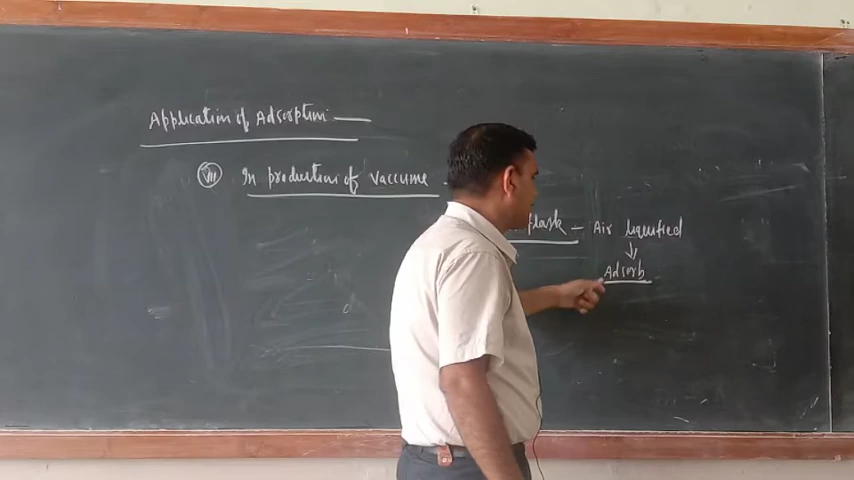 Application of Adsorption —
(VII) In production of vaccume
flask – Air liquified
↓
Adsorb